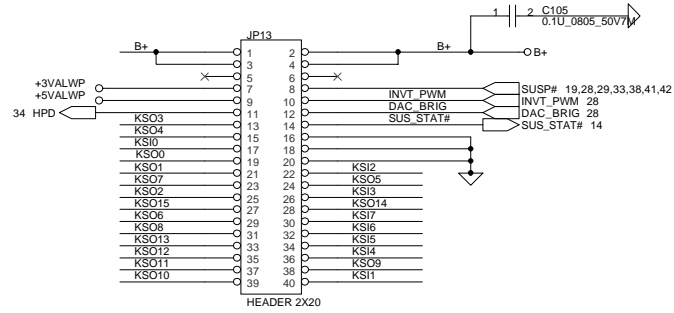 1 2 C105
0.1U_0805_50V7M
JP13
B+ 1 2 B+ B+
3 4
5 6
+3VALWP 7 8 SUSP# 19,28,29,33,38,41,42
+5VALWP 9 10 INVT_PWM INVT_PWM 28
34 HPD 11 12 DAC_BRIG DAC_BRIG 28
KSO3 13 14 SUS_STAT# SUS_STAT# 14
KSO4 15 16
KSI0 17 18
KSO0 19 20
KSO1 21 22 KSI2
KSO7 23 24 KSO5
KSO2 25 26 KSI3
KSO15 27 28 KSO14
KSO6 29 30 KSI7
KSO8 31 32 KSI6
KSO13 33 34 KSI5
KSO12 35 36 KSI4
KSO11 37 38 KSO9
KSO10 39 40 KSI1
HEADER 2X20